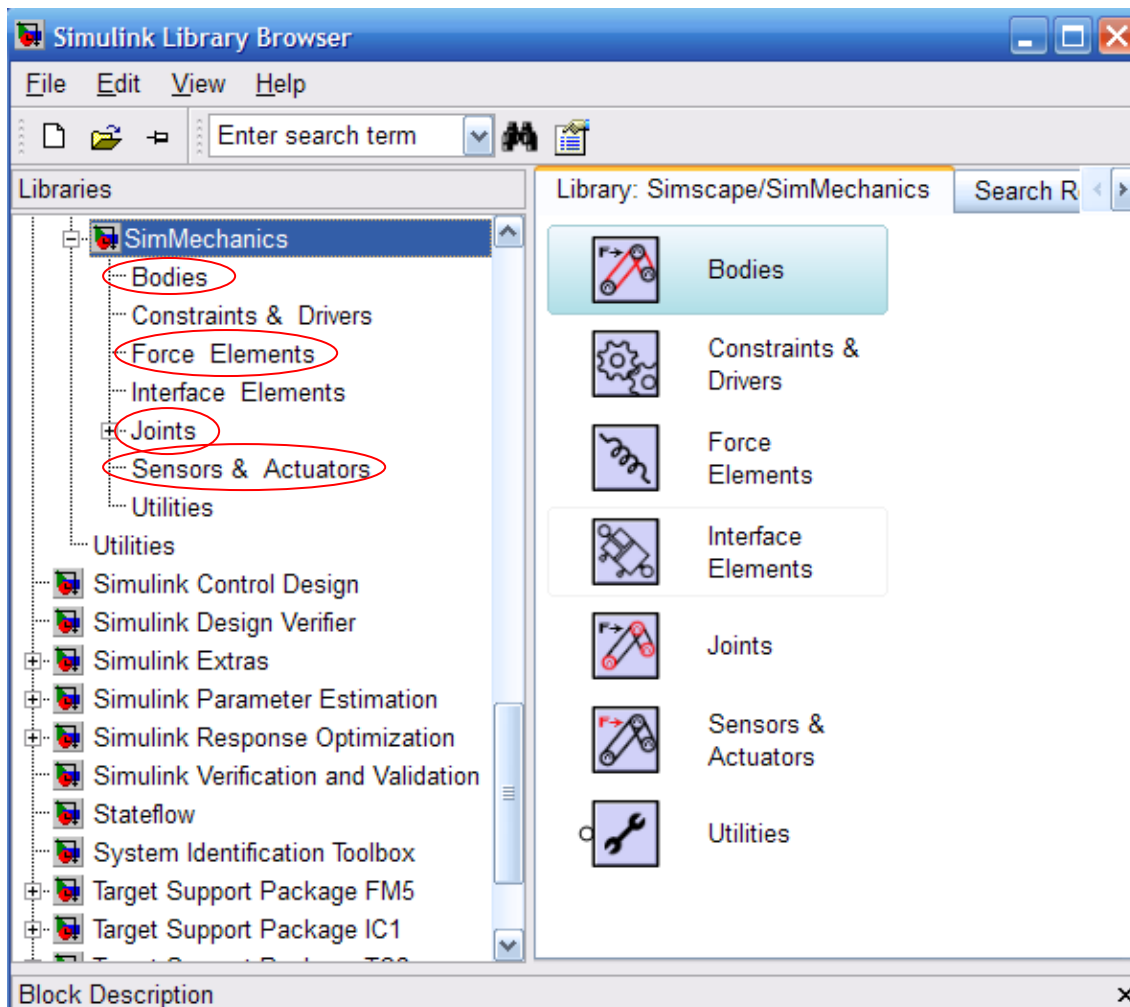 Simulink Library Browser
File Edit View Help
Enter search term
Libraries
SimMechanics
Bodies
Constraints & Drivers
Force Elements
Interface Elements
Joints
Sensors & Actuators
Utilities
Utilities
Simulink Control Design
Simulink Design Verifier
Simulink Extras
Simulink Parameter Estimation
Simulink Response Optimization
Simulink Verification and Validation
Stateflow
System Identification Toolbox
Target Support Package FM5
Target Support Package IC1
Library: Simscape/SimMechanics
Search R
Bodies
Constraints &
Drivers
Force
Elements
Interface
Elements
Joints
Sensors &
Actuators
Utilities
Block Description